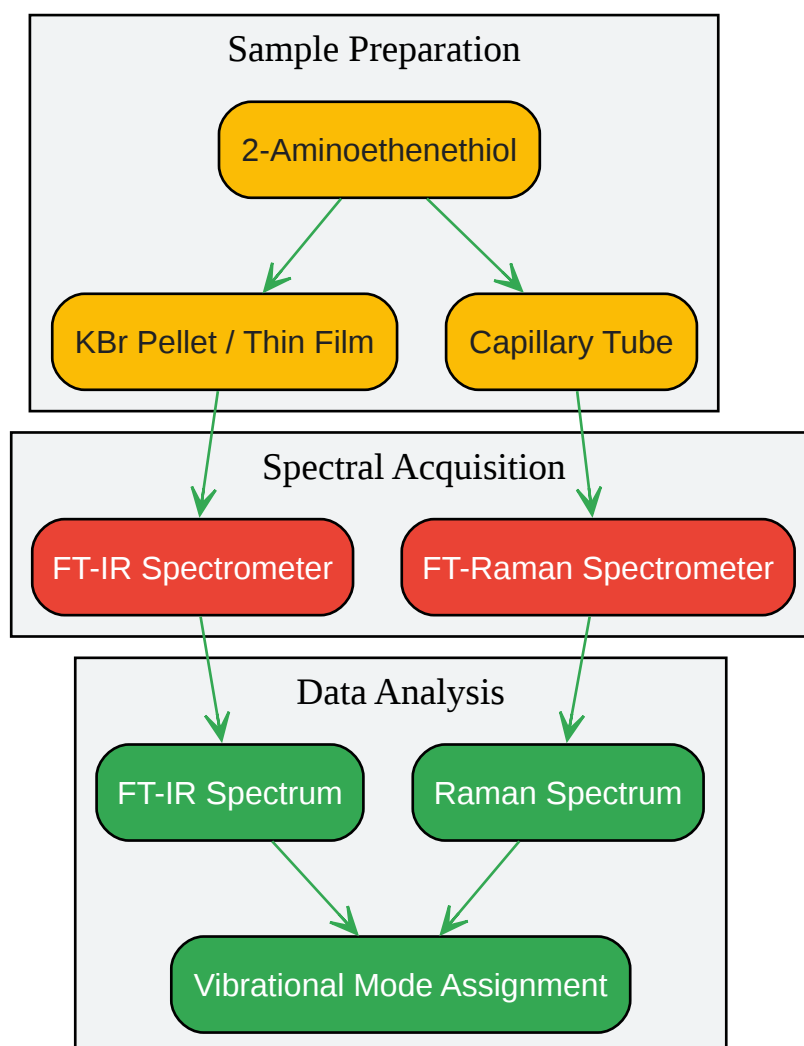 Sample Preparation
2-Aminoethenethiol
KBr Pellet / Thin Film
Capillary Tube
Spectral Acquisition
FT-IR Spectrometer
FT-Raman Spectrometer
Data Analysis
FT-IR Spectrum
Raman Spectrum
Vibrational Mode Assignment